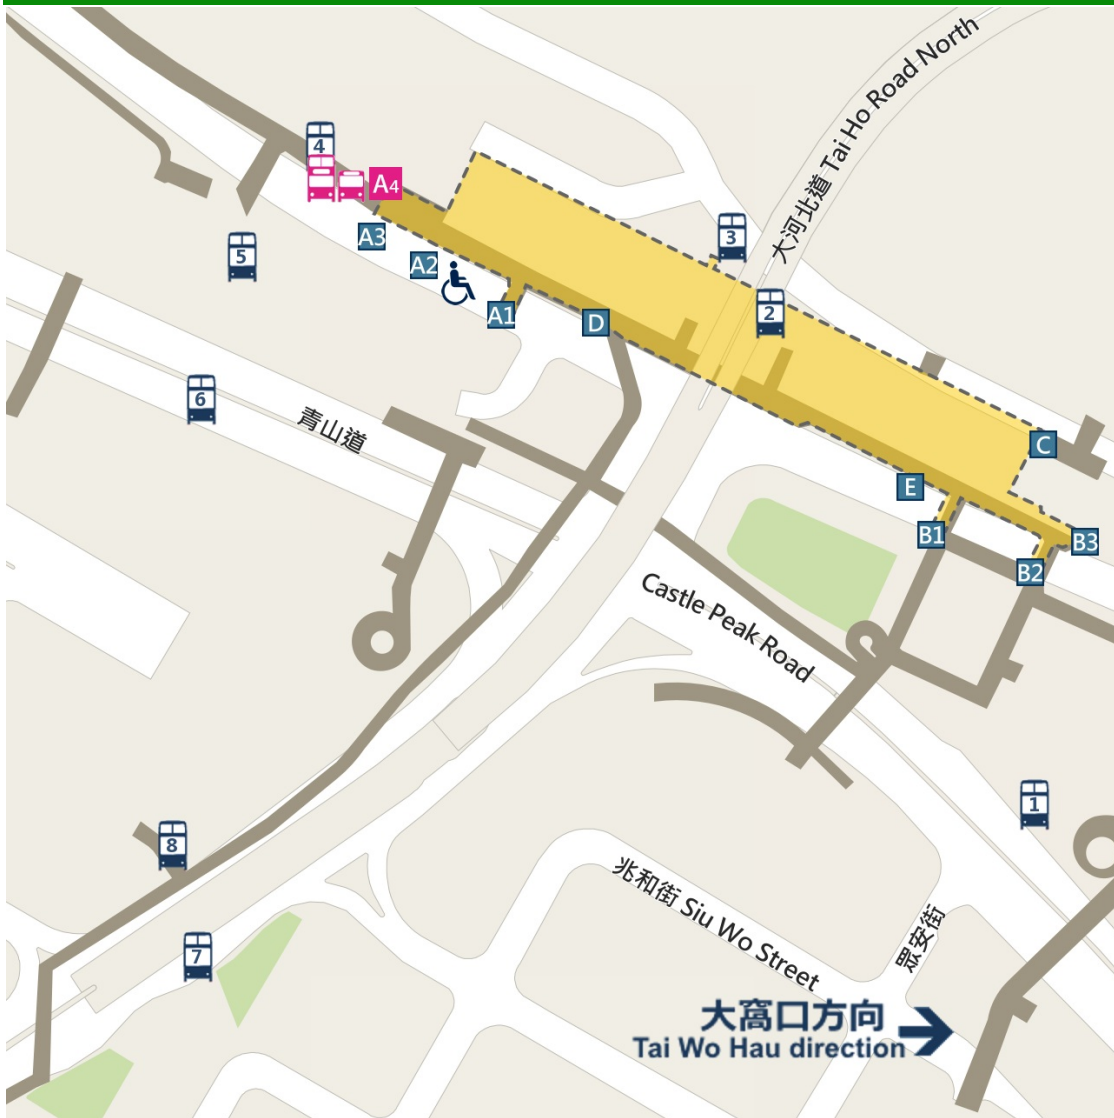 大河北道 Tai Ho Road North
4
A4
A3
3
5
A2
A1
2
D
6
青山道
C
E
B1
B3
B2
Castle Peak Road
1
8
兆和街 Siu Wo Street
眾安街
7
大窩口方向
Tai Wo Hau direction